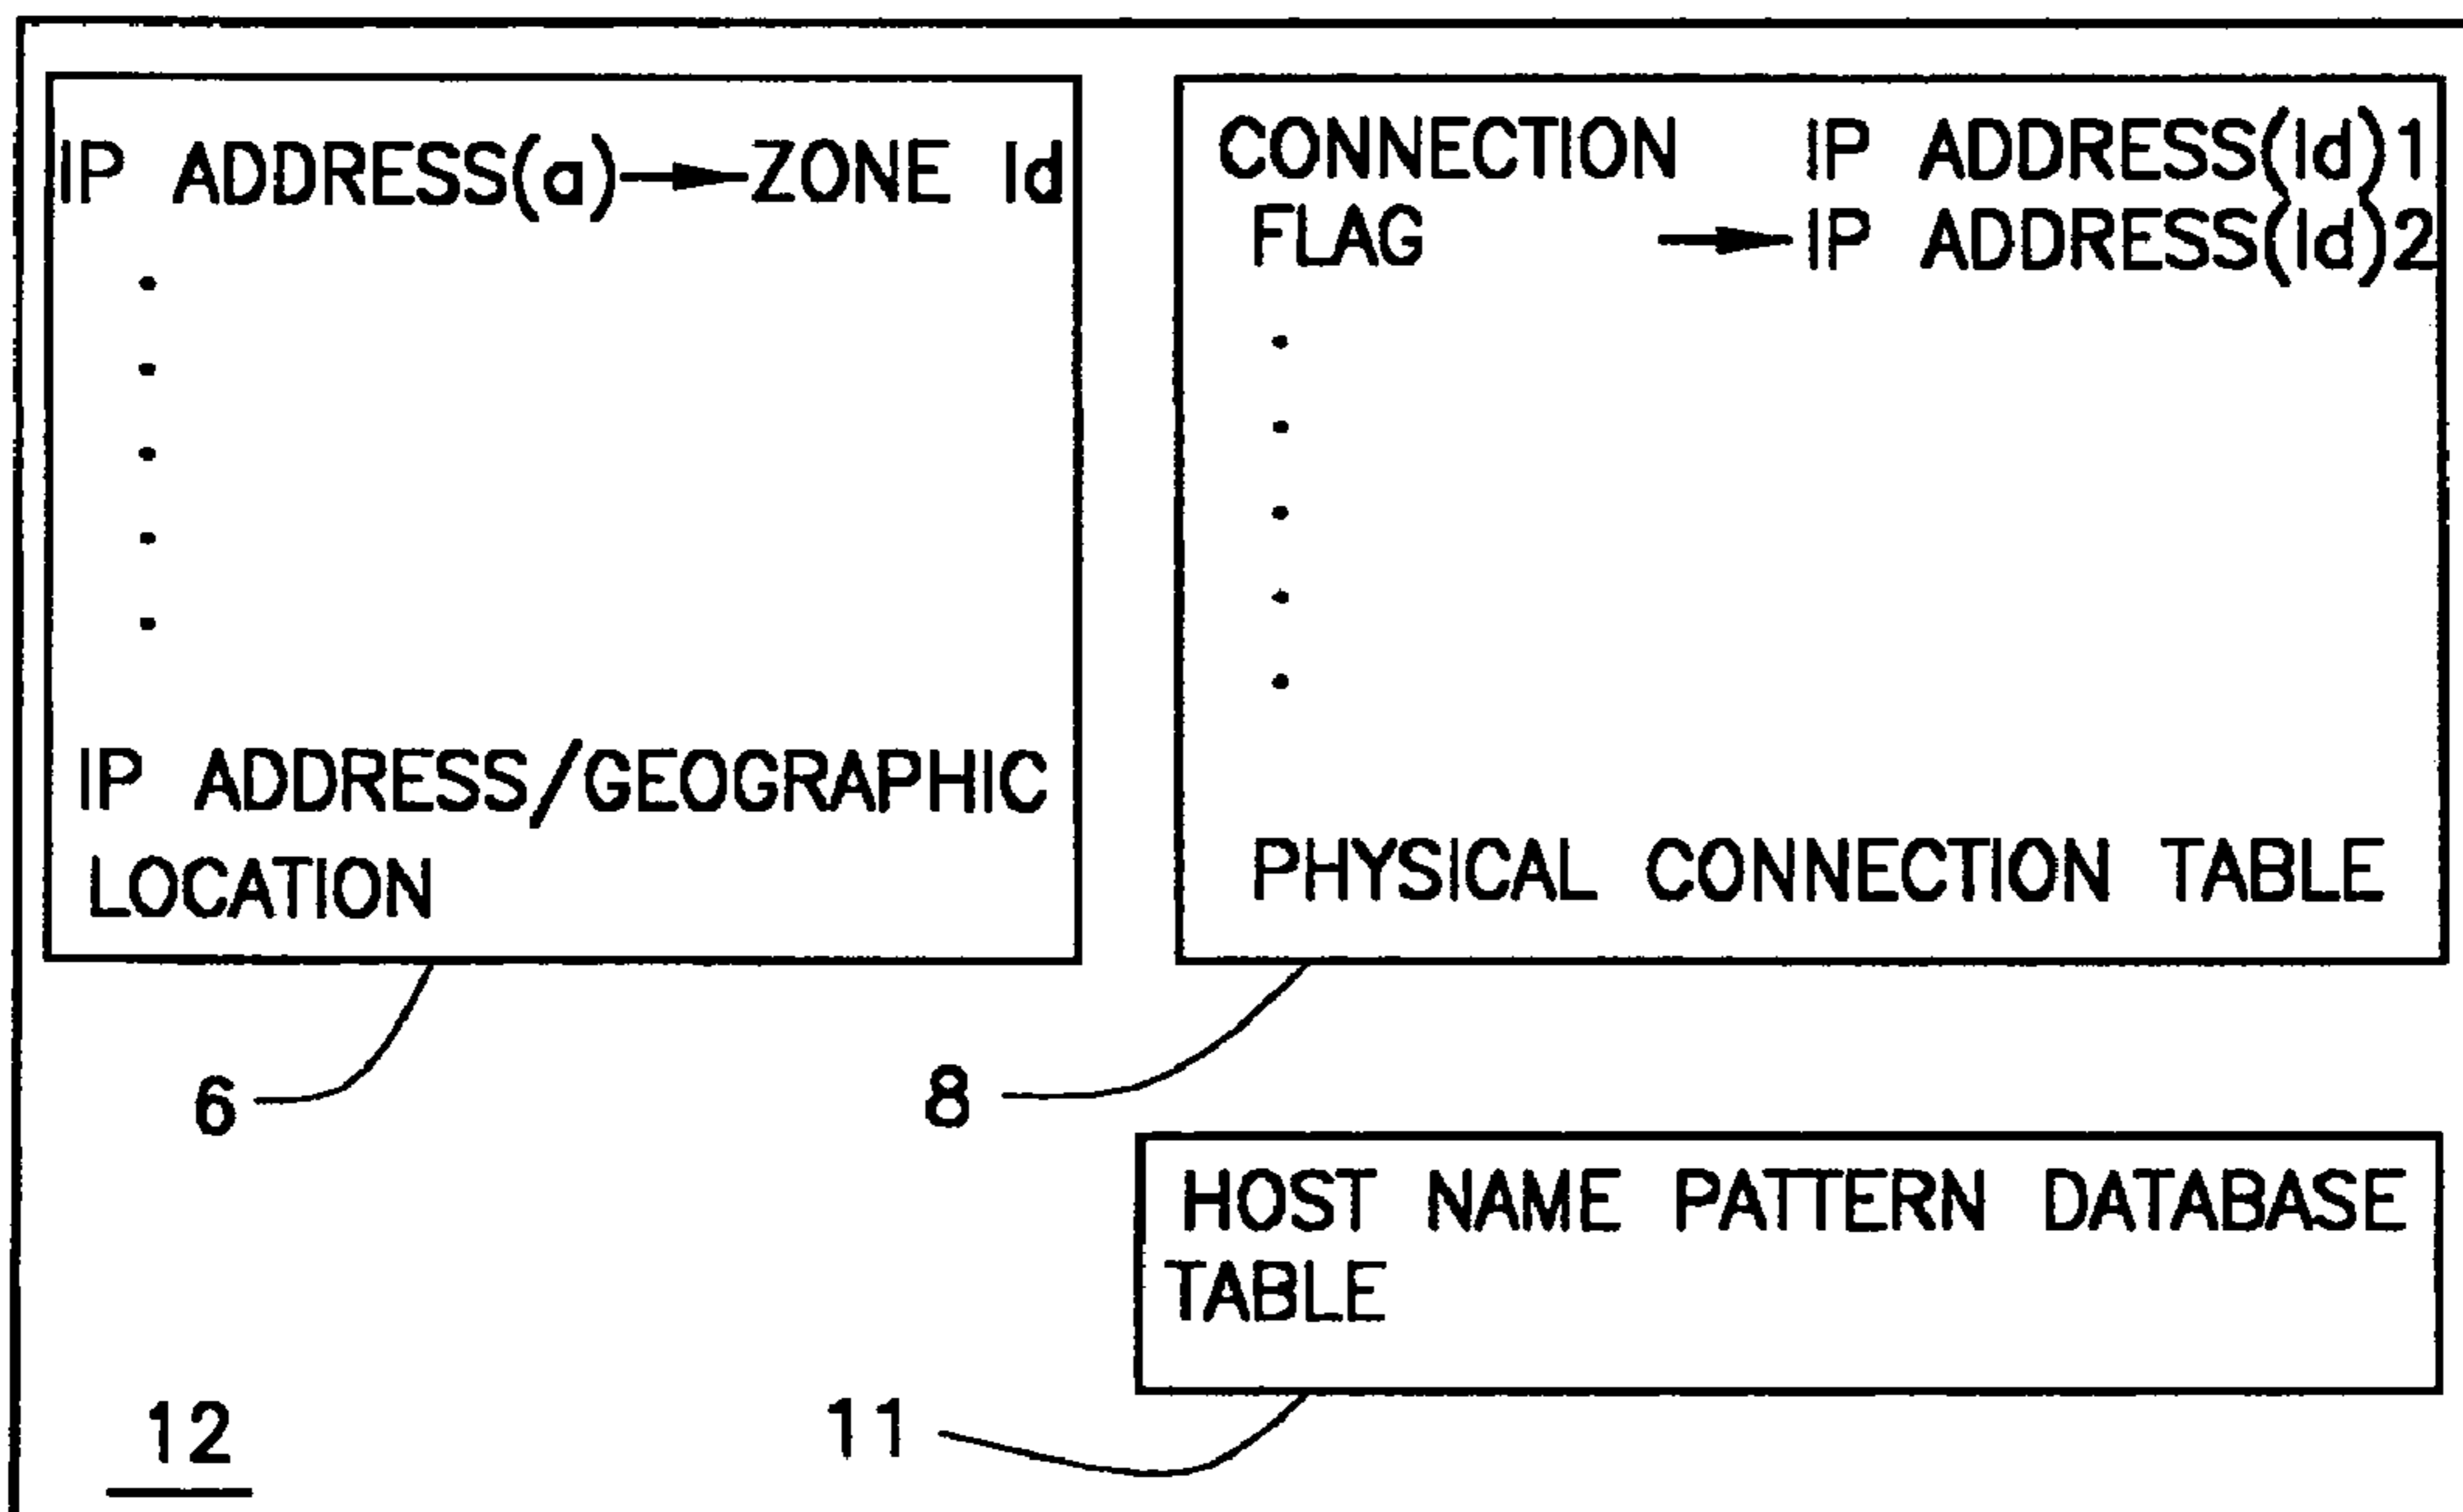 IP ADDRESS(a) ZONE Id
IP ADDRESS/GEOGRAPHIC
LOCATION
6
CONNECTION IP ADDRESS(Id)1
FLAG IP ADDRESS(Id)2
PHYSICAL CONNECTION TABLE
8
HOST NAME PATTERN DATABASE
TABLE
11
12